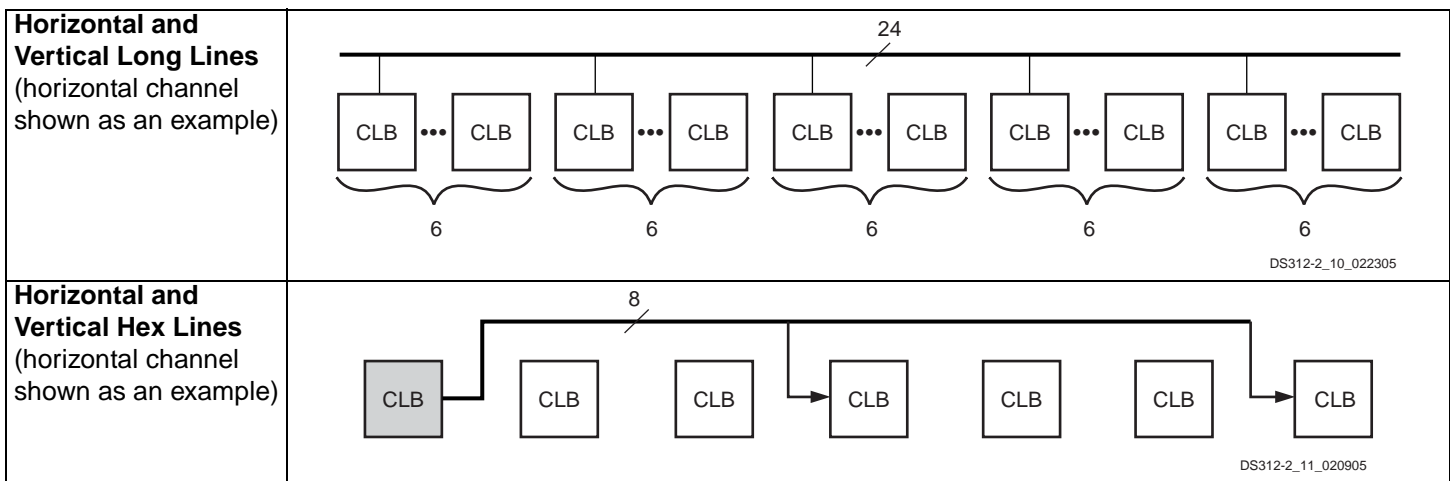 Horizontal and
Vertical Long Lines
(horizontal channel
shown as an example)
24
CLB ••• CLB CLB ••• CLB CLB ••• CLB CLB ••• CLB CLB ••• CLB
6 6 6 6 6
DS312-2_10_022305
Horizontal and
Vertical Hex Lines
(horizontal channel
shown as an example)
8
CLB CLB CLB CLB CLB CLB CLB
DS312-2_11_020905